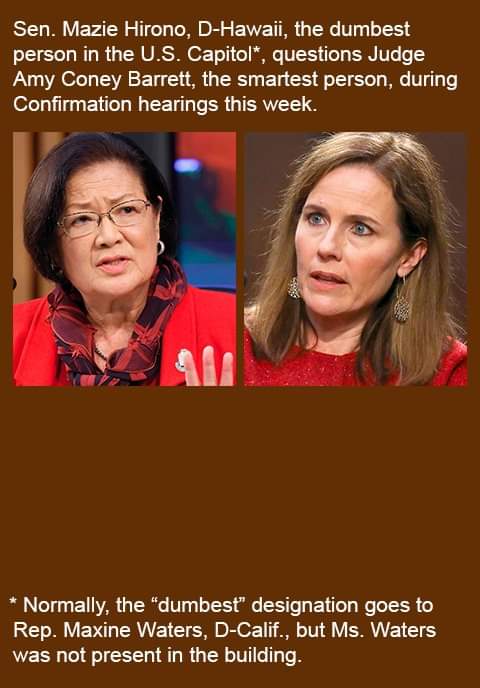 Sen. Mazie Hirono, D-Hawaii, the dumbest
person in the U.S. Capitol*, questions Judge
Amy Coney Barrett, the smartest person, during
Confirmation hearings this week.
* Normally, the “dumbest” designation goes to
Rep. Maxine Waters, D-Calif., but Ms. Waters
was not present in the building.